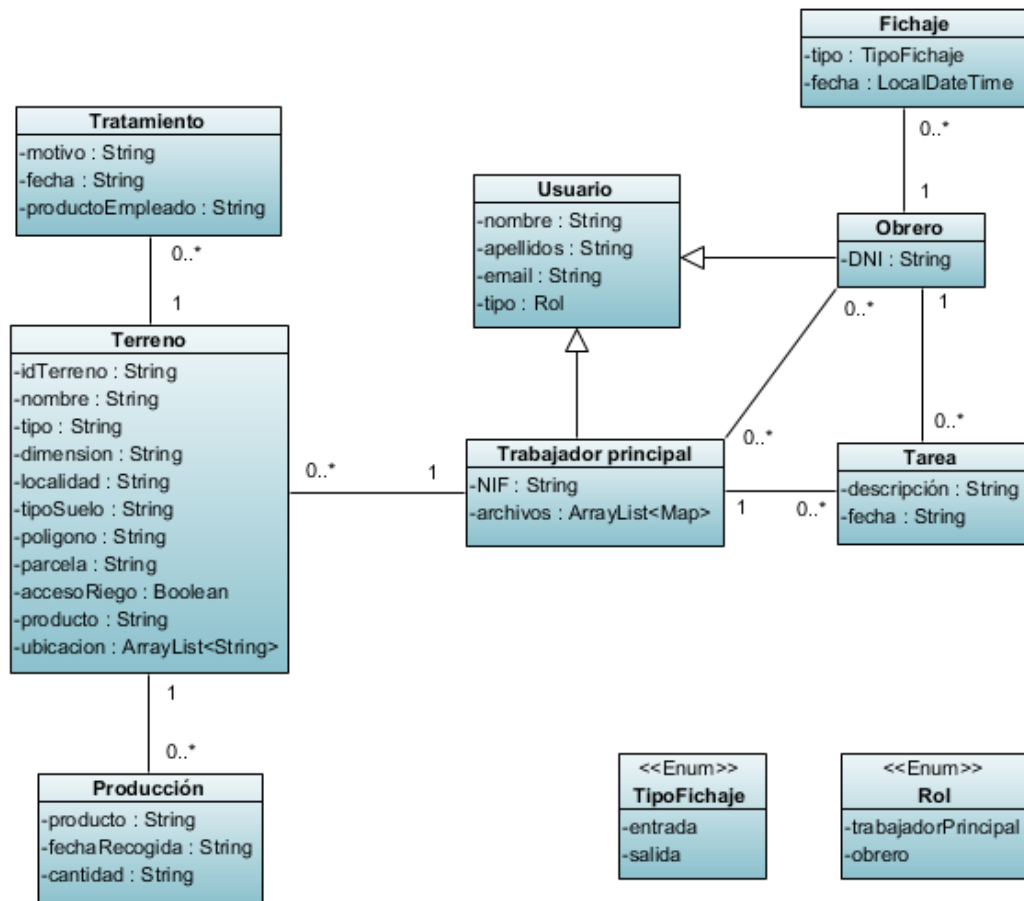 Fichaje
-tipo : TipoFichaje
-fecha : LocalDateTime
0..*
1
Tratamiento
-motivo : String
-fecha : String
-productoEmpleado : String
0..*
1
Usuario
-nombre : String
-apellidos : String
-email : String
-tipo : Rol
Obrero
-DNI : String
0..*
1
Terreno
-idTerreno : String
-nombre : String
-tipo : String
-dimension : String
-localidad : String
-tipoSuelo : String
-poligono : String
-parcela : String
-accesoRiego : Boolean
-producto : String
-ubicacion : ArrayList<String>
0..*
1
Trabajador principal
-NIF : String
-archivos : ArrayList<Map>
0..*
1
0..*
0..*
Tarea
-descripción : String
-fecha : String
1
0..*
Producción
-producto : String
-fechaRecogida : String
-cantidad : String
<<Enum>>
TipoFichaje
-entrada
-salida
<<Enum>>
Rol
-trabajadorPrincipal
-obrero